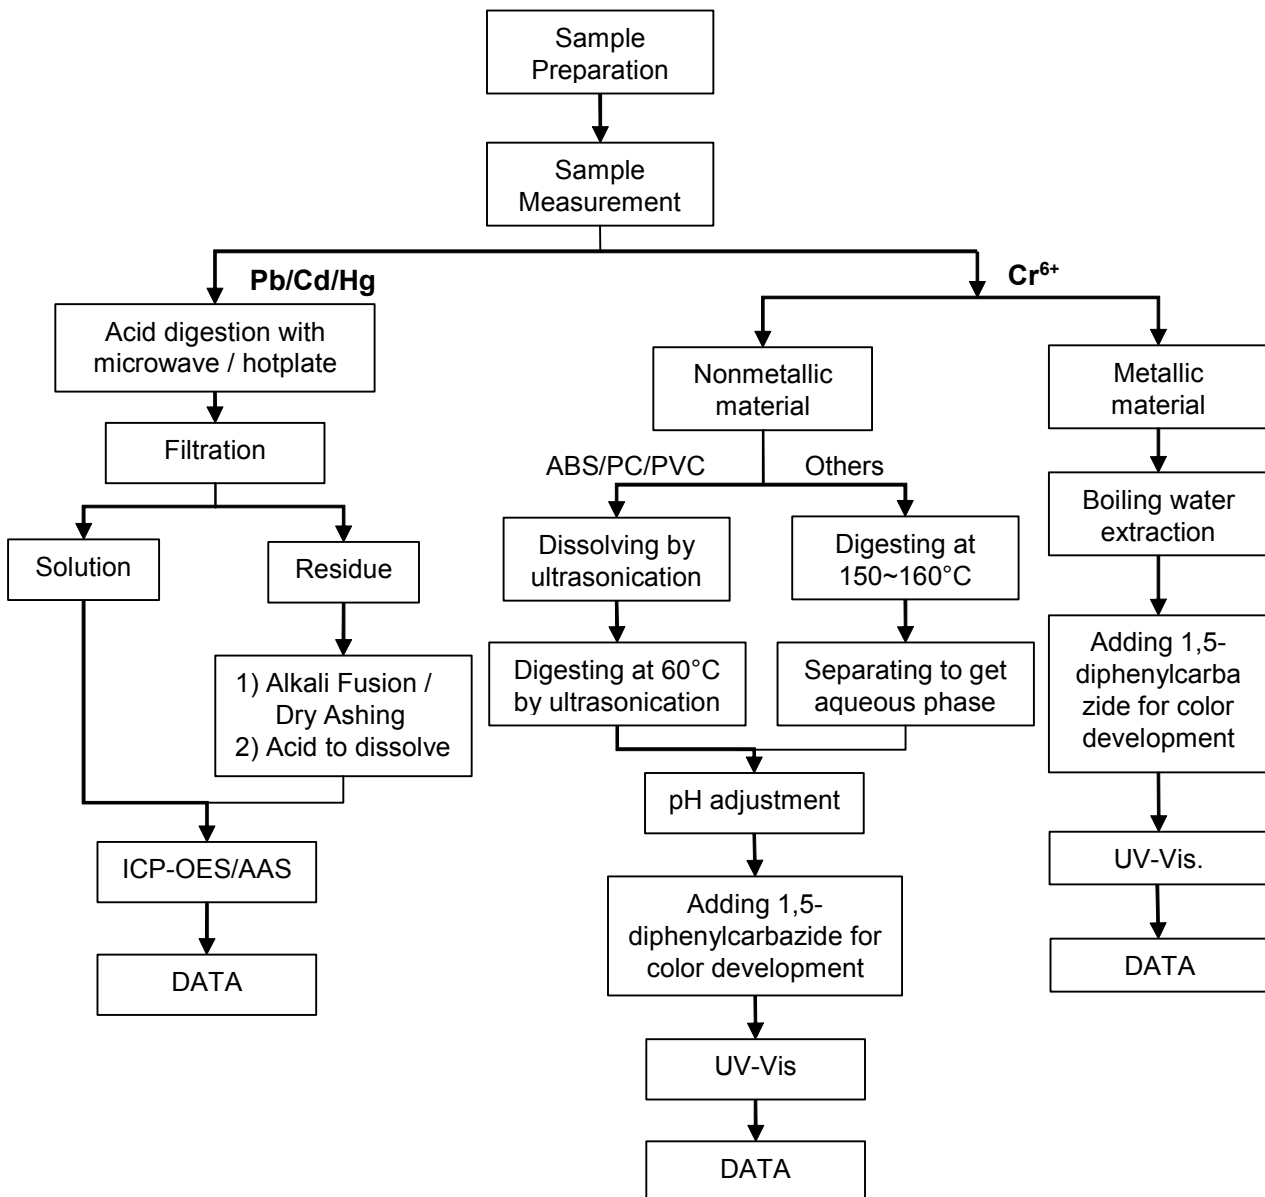 Sample
Preparation
Sample
Measurement
Pb/Cd/Hg
Cr⁶⁺
Acid digestion with
microwave / hotplate
Filtration
Solution
Residue
1) Alkali Fusion /
Dry Ashing
2) Acid to dissolve
ICP-OES/AAS
DATA
Nonmetallic
material
ABS/PC/PVC
Others
Dissolving by
ultrasonication
Digesting at
150~160°C
Digesting at 60°C
by ultrasonication
Separating to get
aqueous phase
pH adjustment
Adding 1,5-
diphenylcarbazide for
color development
UV-Vis
DATA
Metallic
material
Boiling water
extraction
Adding 1,5-
diphenylcarba
zide for color
development
UV-Vis.
DATA